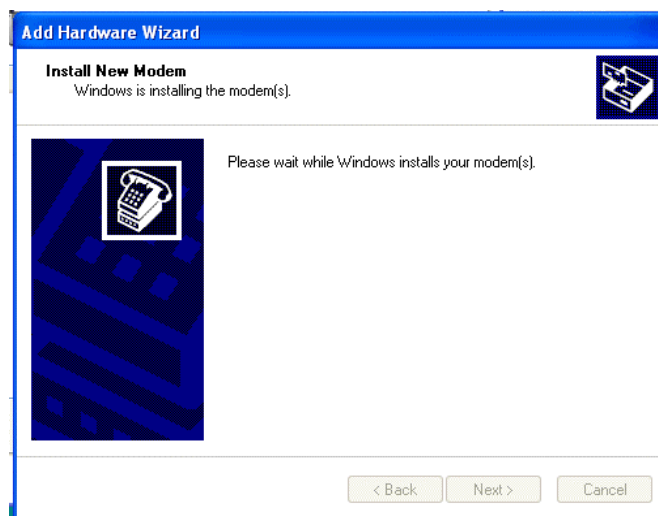 Add Hardware Wizard
Install New Modem
Windows is installing the modem(s).
Please wait while Windows installs your modem(s).
< Back
Next >
Cancel